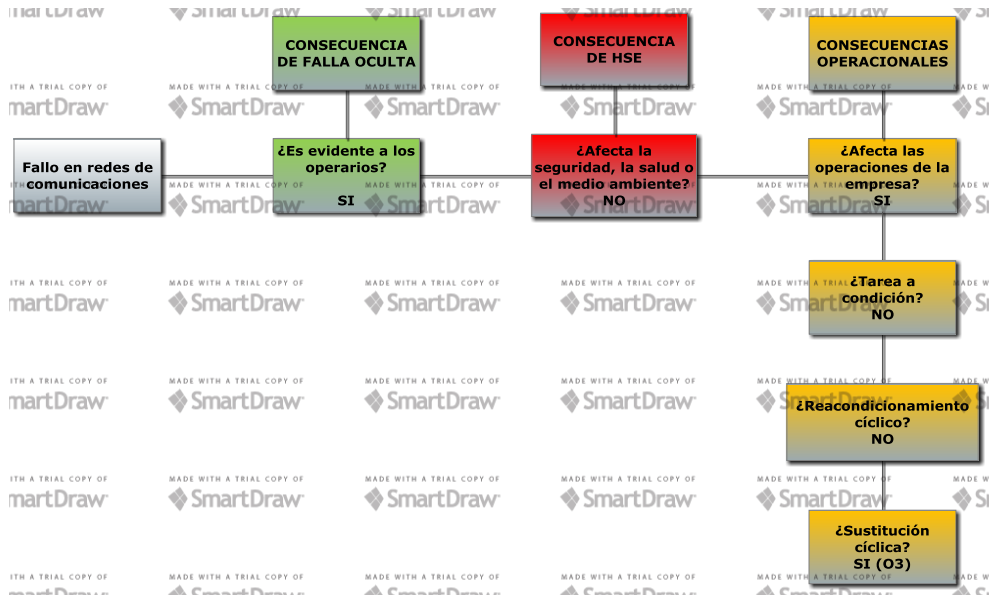 CONSECUENCIA
DE FALLA OCULTA
CONSECUENCIA
DE HSE
CONSECUENCIAS
OPERACIONALES
Fallo en redes de
comunicaciones
¿Es evidente a los
operarios?
SI
¿Afecta la
seguridad, la salud o
el medio ambiente?
NO
¿Afecta las
operaciones de la
empresa?
SI
¿Tarea a
condición?
NO
¿Reacondicionamiento
cíclico?
NO
¿Sustitución
cíclica?
SI (O3)
MADE WITH A TRIAL COPY OF
SmartDraw